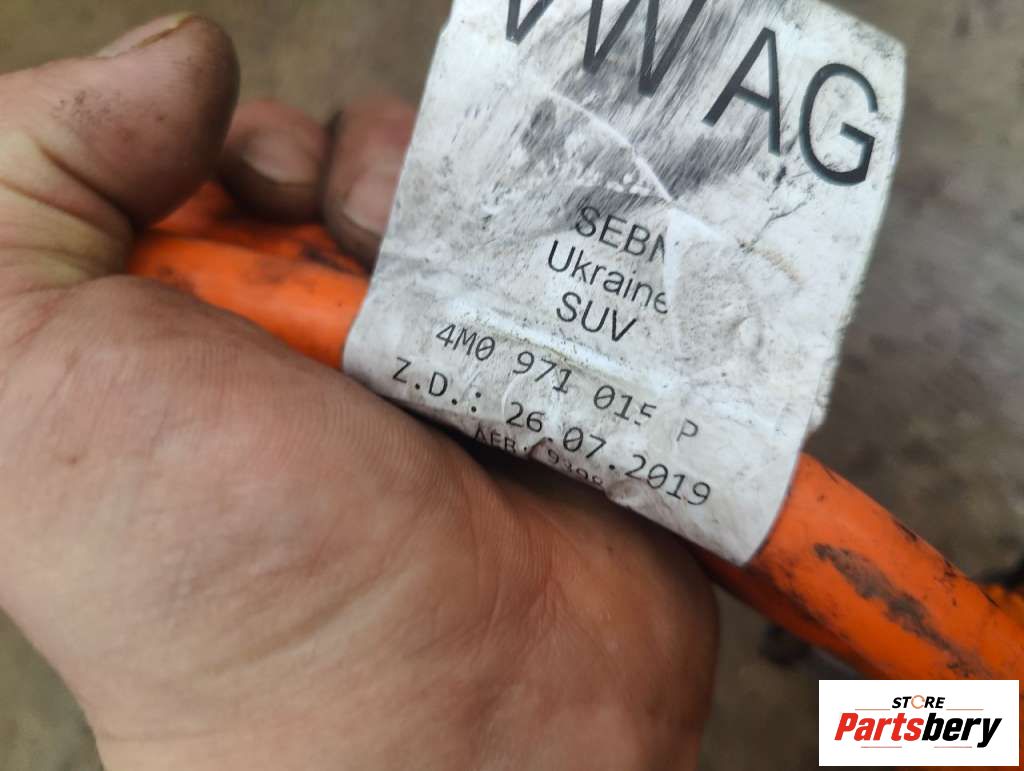 VW AG
SEBN
Ukraine
SUV
4M0 971 015 P
Z.D.: 26.07.2019
STORE
Partsbery